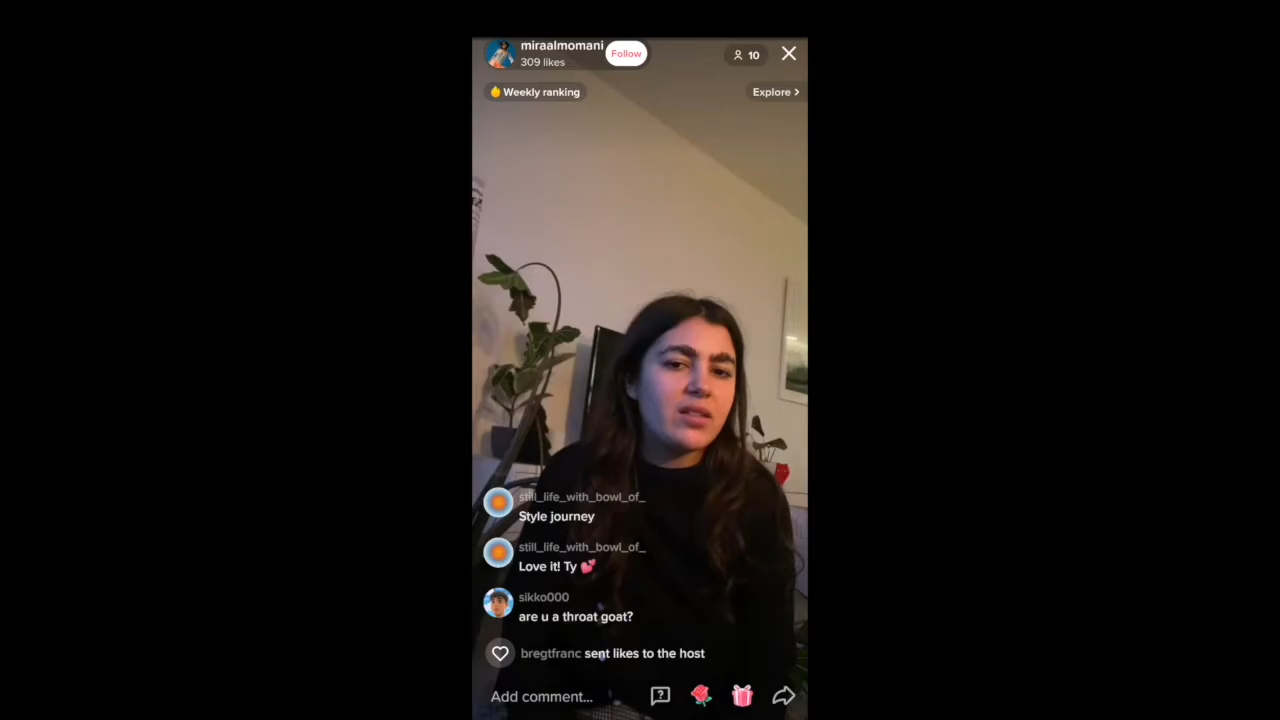 miraalmomani
Follow
309 likes
10
Weekly ranking
Explore
still_life_with_bowl_of_
Style journey
still_life_with_bowl_of_
Love it! Ty 💕
sikko000
are u a throat goat?
bregtfranc sent likes to the host
Add comment...